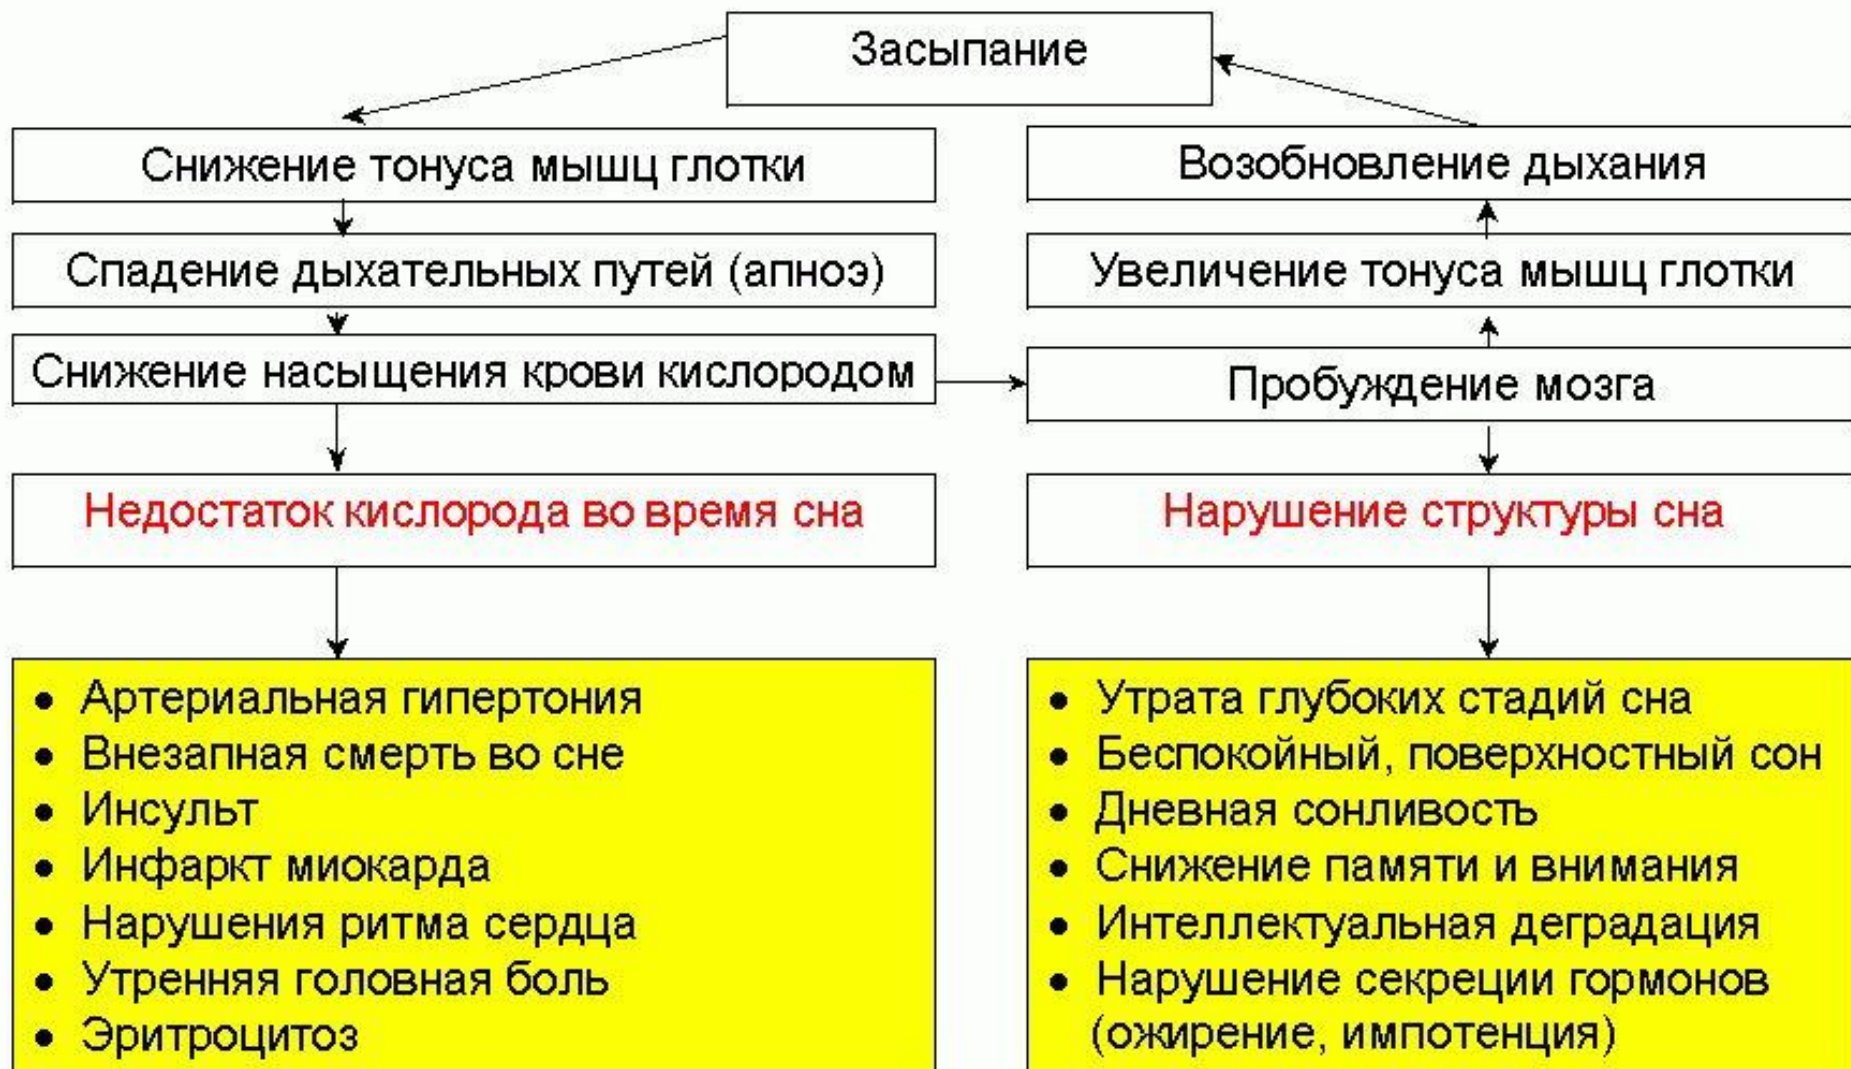 Засыпание
Снижение тонуса мышц глотки
Спадение дыхательных путей (апноэ)
Снижение насыщения крови кислородом
Недостаток кислорода во время сна
• Артериальная гипертония
• Внезапная смерть во сне
• Инсульт
• Инфаркт миокарда
• Нарушения ритма сердца
• Утренняя головная боль
• Эритроцитоз
Возобновление дыхания
Увеличение тонуса мышц глотки
Пробуждение мозга
Нарушение структуры сна
• Утрата глубоких стадий сна
• Беспокойный, поверхностный сон
• Дневная сонливость
• Снижение памяти и внимания
• Интеллектуальная деградация
• Нарушение секреции гормонов
(ожирение, импотенция)